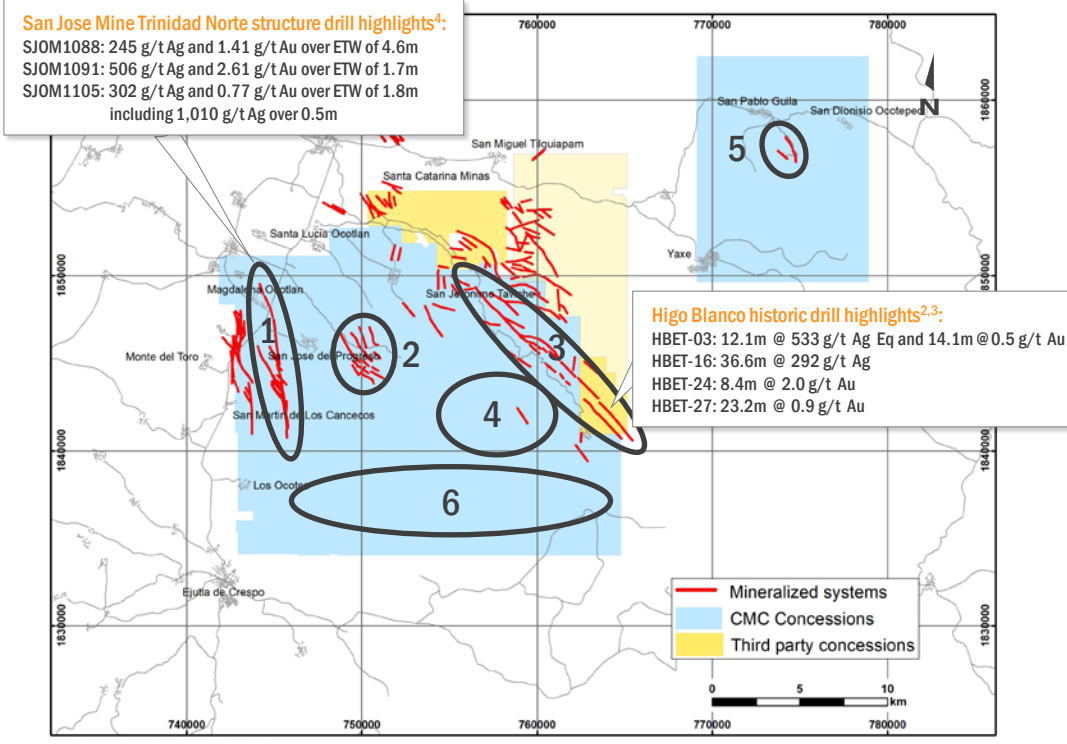 San Jose Mine Trinidad Norte structure drill highlights⁴:
SJOM1088: 245 g/t Ag and 1.41 g/t Au over ETW of 4.6m
SJOM1091: 506 g/t Ag and 2.61 g/t Au over ETW of 1.7m
SJOM1105: 302 g/t Ag and 0.77 g/t Au over ETW of 1.8m
including 1,010 g/t Ag over 0.5m
760000
770000
780000
San Pablo Guila
San Dionisio Ocotepec
1860000
N
5
San Miguel Tilquiapam
Santa Catarina Minas
Santa Lucia Ocotlan
Yaxe
1850000
1850000
Magdalena Ocotlan
San Jeronimo Taviche
Higo Blanco historic drill highlights²,³:
HBET-03: 12.1m @ 533 g/t Ag Eq and 14.1m@0.5 g/t Au
HBET-16: 36.6m @ 292 g/t Ag
HBET-24: 8.4m @ 2.0 g/t Au
HBET-27: 23.2m @ 0.9 g/t Au
1
Monte del Toro
San Jose del Progreso
2
3
San Martin de Los Cancecos
4
1840000
1840000
Los Ocotes
6
Ejutla de Crespo
Mineralized systems
CMC Concessions
Third party concessions
1830000
1830000
0 5 10
km
740000
750000
760000
770000
780000